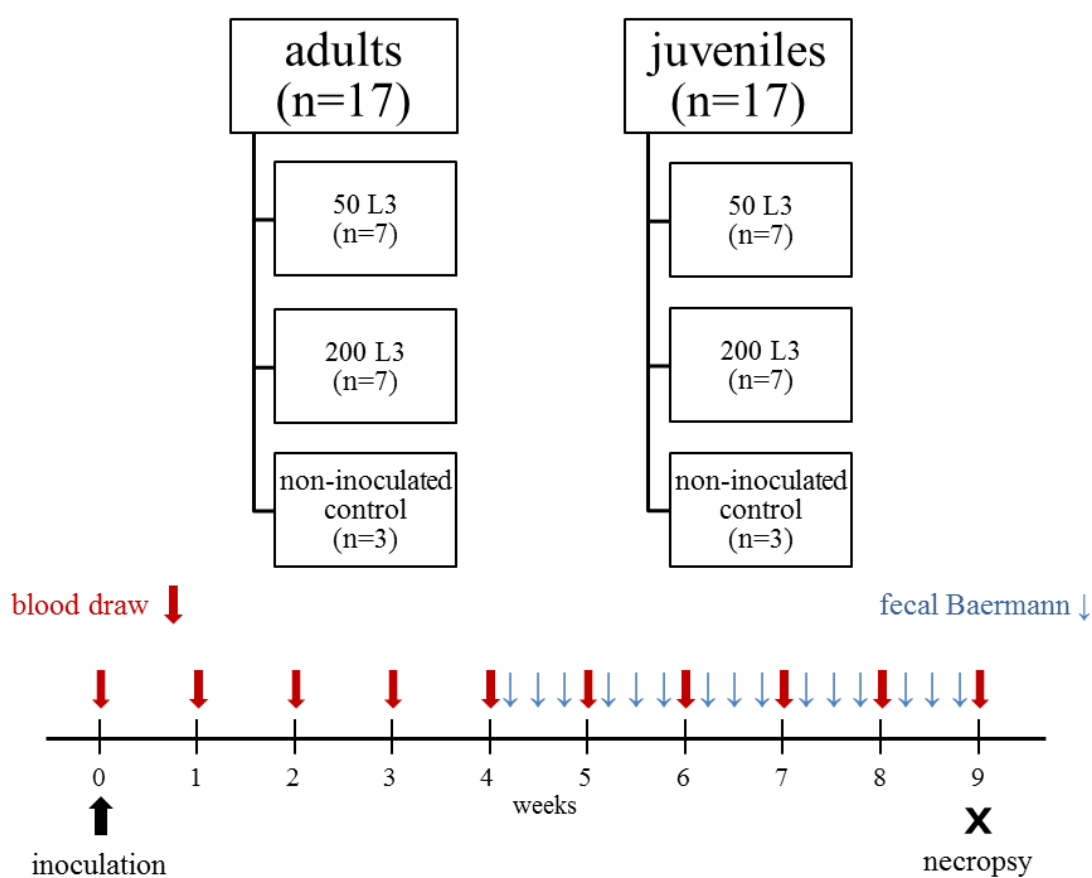 adults
(n=17)
juveniles
(n=17)
50 L3
(n=7)
50 L3
(n=7)
200 L3
(n=7)
200 L3
(n=7)
non-inoculated
control
(n=3)
non-inoculated
control
(n=3)
blood draw
fecal Baermann
0 1 2 3 4 5 6 7 8 9
weeks
inoculation
X
necropsy